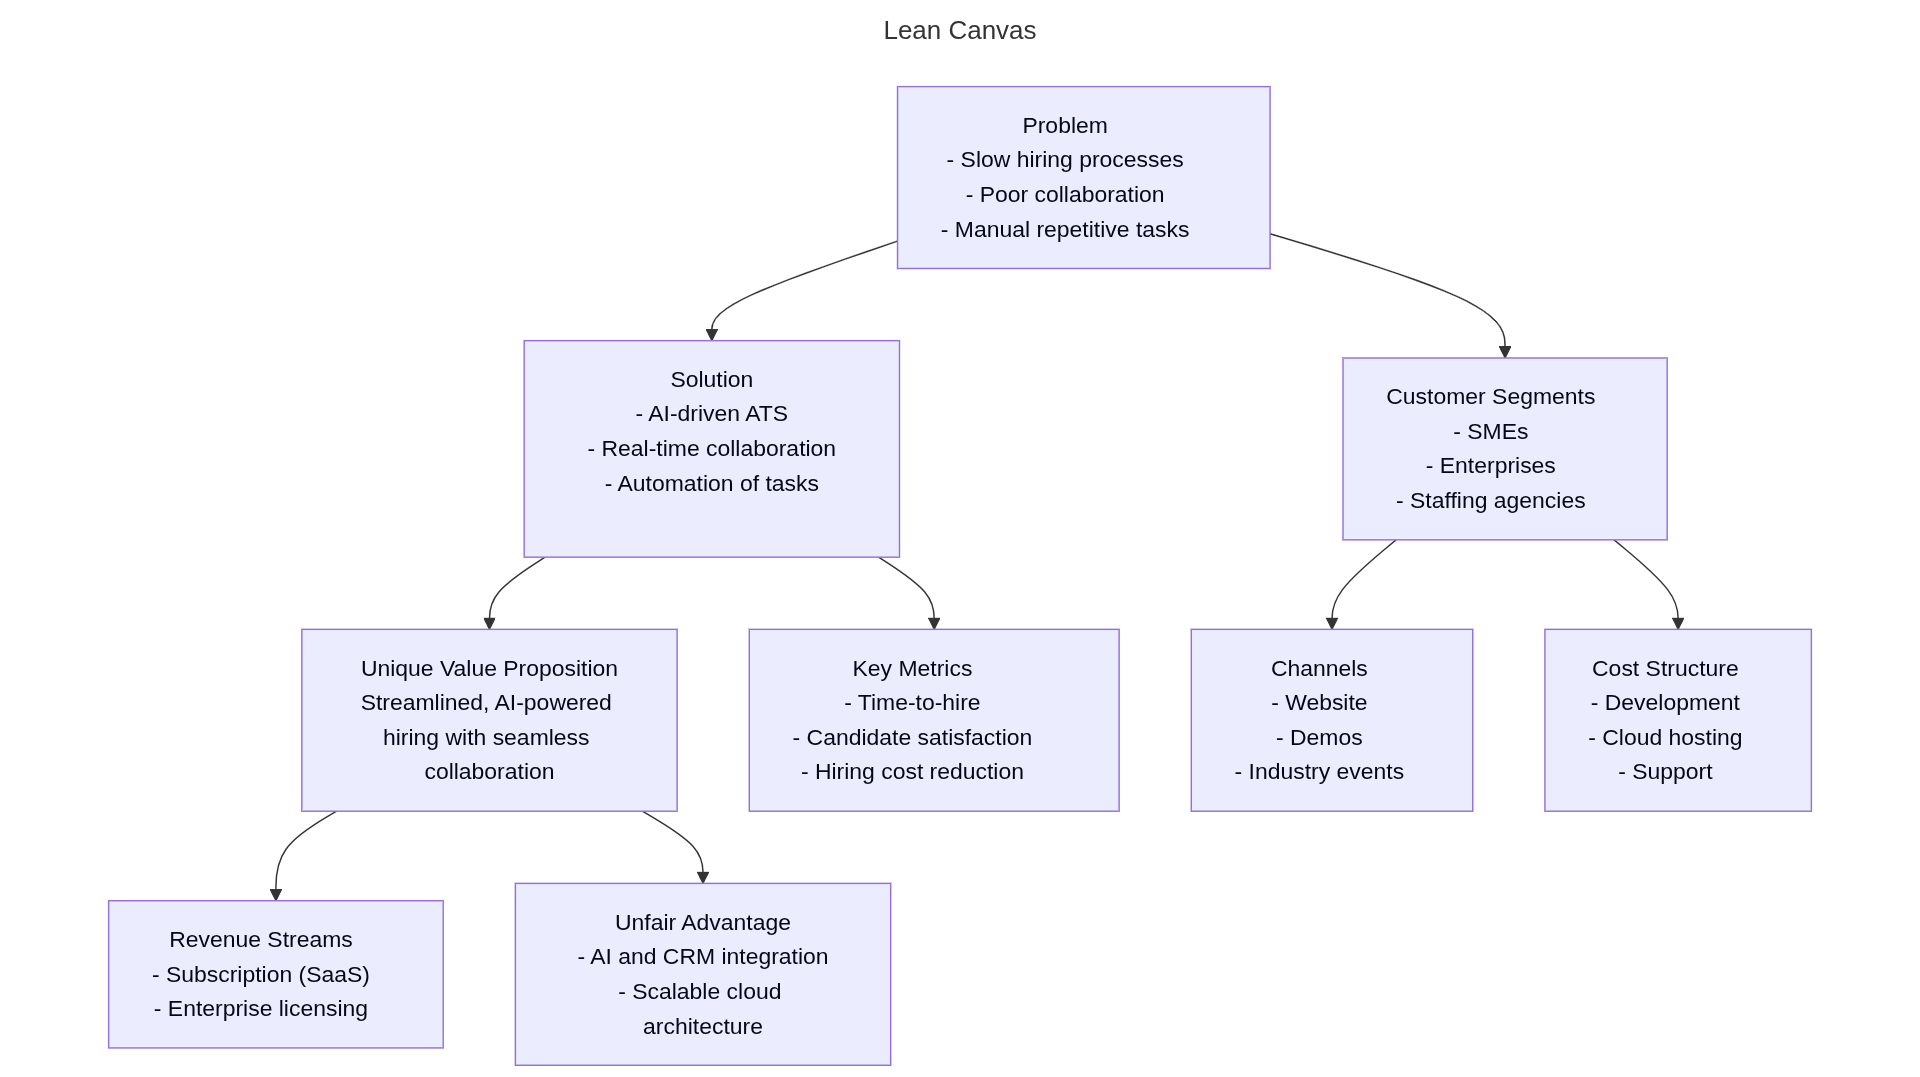 Lean Canvas
Problem
- Slow hiring processes
- Poor collaboration
- Manual repetitive tasks
Solution
- AI-driven ATS
- Real-time collaboration
- Automation of tasks
Customer Segments
- SMEs
- Enterprises
- Staffing agencies
Unique Value Proposition
Streamlined, AI-powered
hiring with seamless
collaboration
Key Metrics
- Time-to-hire
- Candidate satisfaction
- Hiring cost reduction
Channels
- Website
- Demos
- Industry events
Cost Structure
- Development
- Cloud hosting
- Support
Revenue Streams
- Subscription (SaaS)
- Enterprise licensing
Unfair Advantage
- AI and CRM integration
- Scalable cloud
architecture